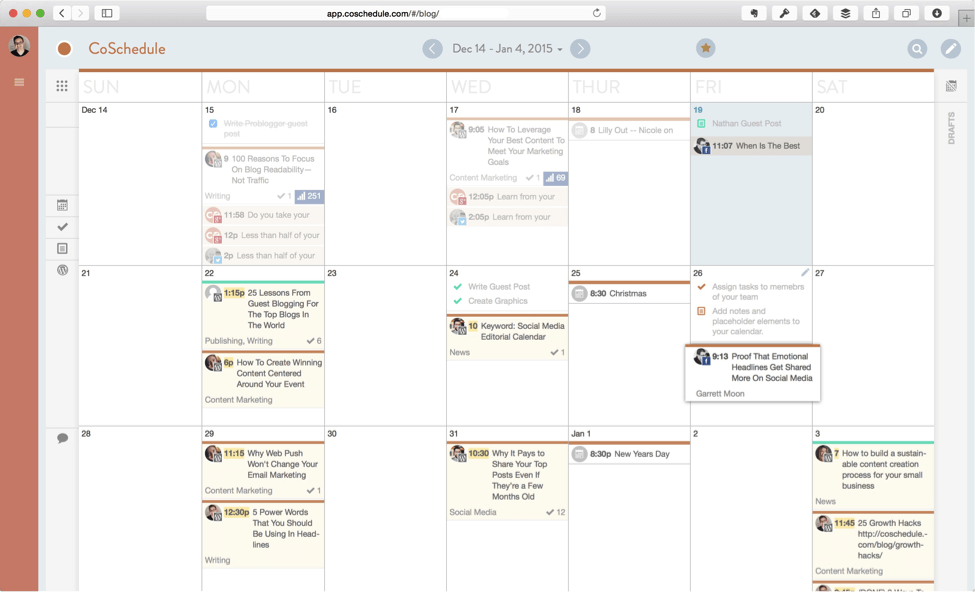 app.coschedule.com/#/blog/
CoSchedule
Dec 14 - Jan 4, 2015
SUN MON TUE WED THUR FRI SAT
DRAFTS
Dec 14
15
Write Problogger guest
post
9 100 Reasons To Focus
On Blog Readability—
Not Traffic
Writing 1 251
11:58 Do you take your
12p Less than half of your
2p Less than half of your
16
17
9:05 How To Leverage
Your Best Content To
Meet Your Marketing
Goals
Content Marketing 1 69
12:05p Learn from your
2:05p Learn from your
18
8 Lilly Out -- Nicole on
19
Nathan Guest Post
11:07 When Is The Best
20
21
22
1:15p 25 Lessons From
Guest Blogging For
The Top Blogs In
The World
Publishing, Writing 6
6p How To Create Winning
Content Centered
Around Your Event
Content Marketing
23
24
Write Guest Post
Create Graphics
10 Keyword: Social Media
Editorial Calendar
News 1
25
8:30 Christmas
26
Assign tasks to memebrs
of your team
Add notes and
placeholder elements to
your calendar.
9:13 Proof That Emotional
Headlines Get Shared
More On Social Media
Garrett Moon
27
28
29
11:15 Why Web Push
Won't Change Your
Email Marketing
Content Marketing 1
12:30p 5 Power Words
That You Should
Be Using In Head-
lines
Writing
30
31
10:30 Why It Pays to
Share Your Top
Posts Even If
They're a Few
Months Old
Social Media 12
Jan 1
8:30p New Years Day
2
3
7 How to build a sustain-
able content creation
process for your small
business
News
11:45 25 Growth Hacks
http://coschedule.-
com/blog/growth-
hacks/
Content Marketing